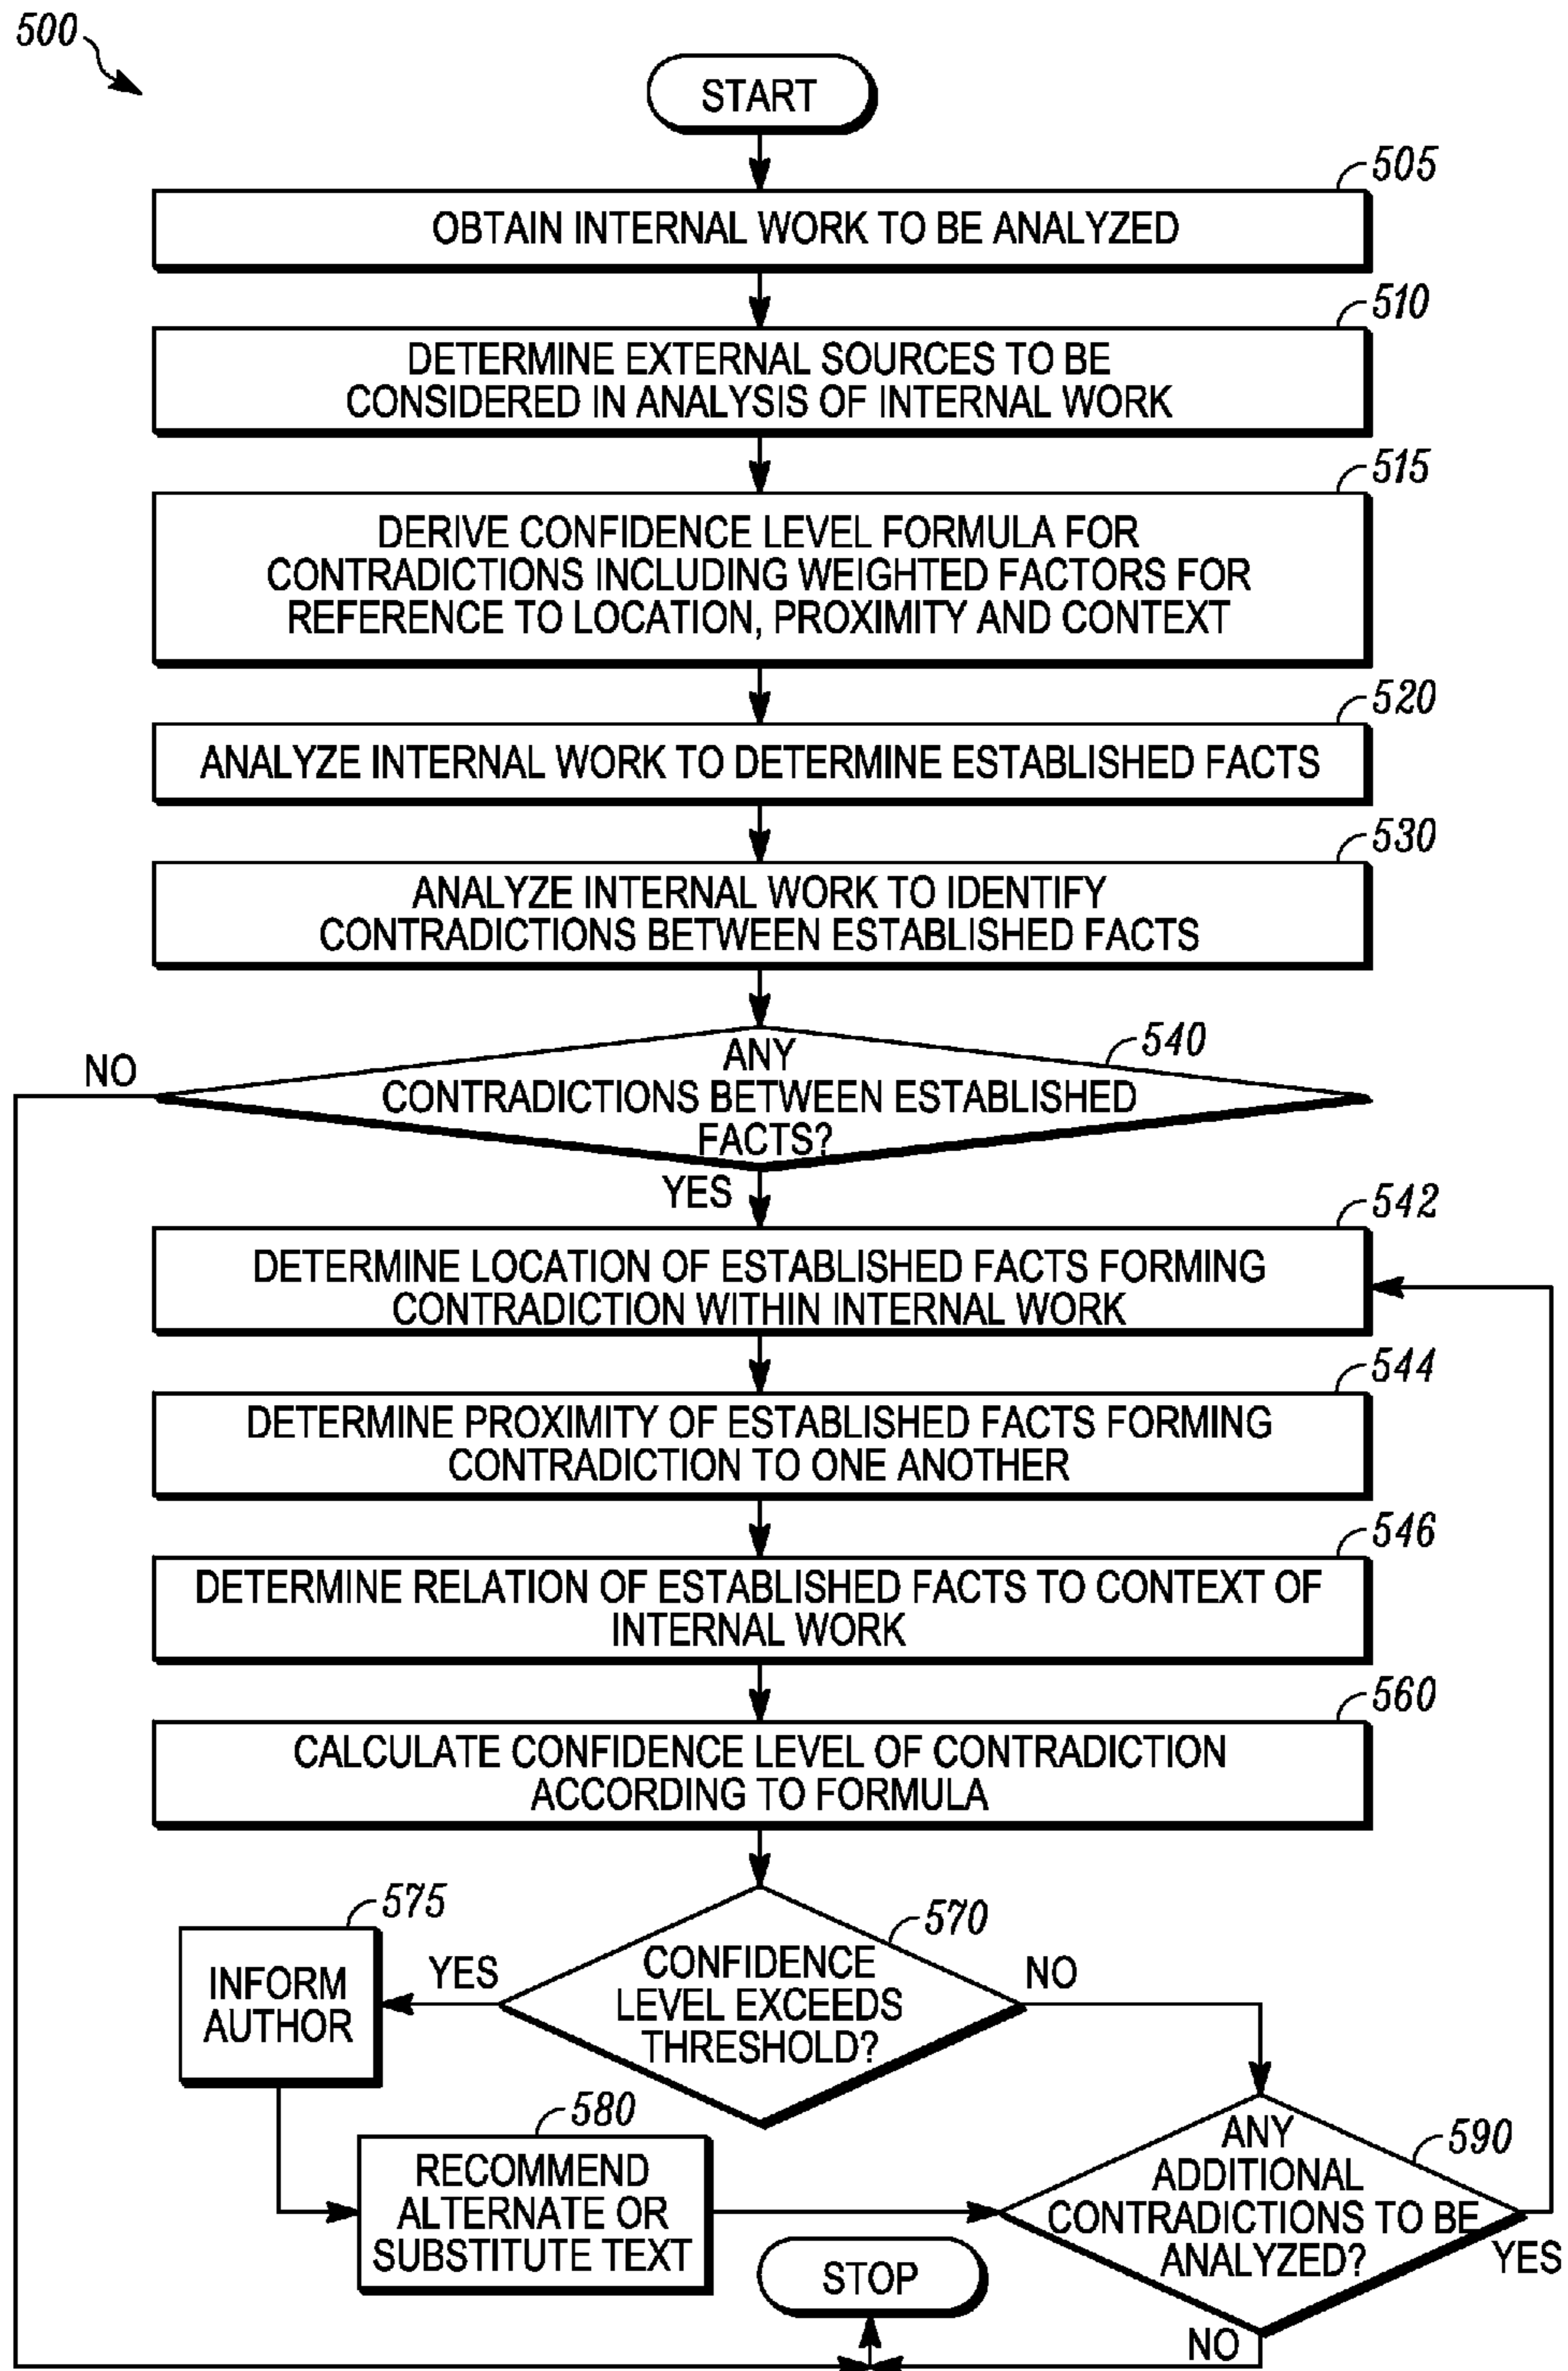 500
START
505
OBTAIN INTERNAL WORK TO BE ANALYZED
510
DETERMINE EXTERNAL SOURCES TO BE
CONSIDERED IN ANALYSIS OF INTERNAL WORK
515
DERIVE CONFIDENCE LEVEL FORMULA FOR
CONTRADICTIONS INCLUDING WEIGHTED FACTORS FOR
REFERENCE TO LOCATION, PROXIMITY AND CONTEXT
520
ANALYZE INTERNAL WORK TO DETERMINE ESTABLISHED FACTS
530
ANALYZE INTERNAL WORK TO IDENTIFY
CONTRADICTIONS BETWEEN ESTABLISHED FACTS
540
NO
ANY
CONTRADICTIONS BETWEEN ESTABLISHED
FACTS?
YES
542
DETERMINE LOCATION OF ESTABLISHED FACTS FORMING
CONTRADICTION WITHIN INTERNAL WORK
544
DETERMINE PROXIMITY OF ESTABLISHED FACTS FORMING
CONTRADICTION TO ONE ANOTHER
546
DETERMINE RELATION OF ESTABLISHED FACTS TO CONTEXT OF
INTERNAL WORK
560
CALCULATE CONFIDENCE LEVEL OF CONTRADICTION
ACCORDING TO FORMULA
570
CONFIDENCE
LEVEL EXCEEDS
THRESHOLD?
YES
NO
575
INFORM
AUTHOR
580
RECOMMEND
ALTERNATE OR
SUBSTITUTE TEXT
590
ANY
ADDITIONAL
CONTRADICTIONS TO BE
ANALYZED?
YES
NO
STOP